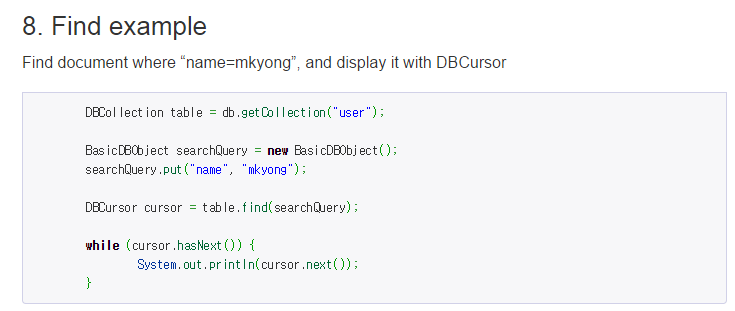 8. Find example
Find document where “name=mkyong”, and display it with DBCursor
DBCollection table = db.getCollection("user");
BasicDBObject searchQuery = new BasicDBObject();
searchQuery.put("name", "mkyong");
DBCursor cursor = table.find(searchQuery);
while (cursor.hasNext()) {
System.out.println(cursor.next());
}